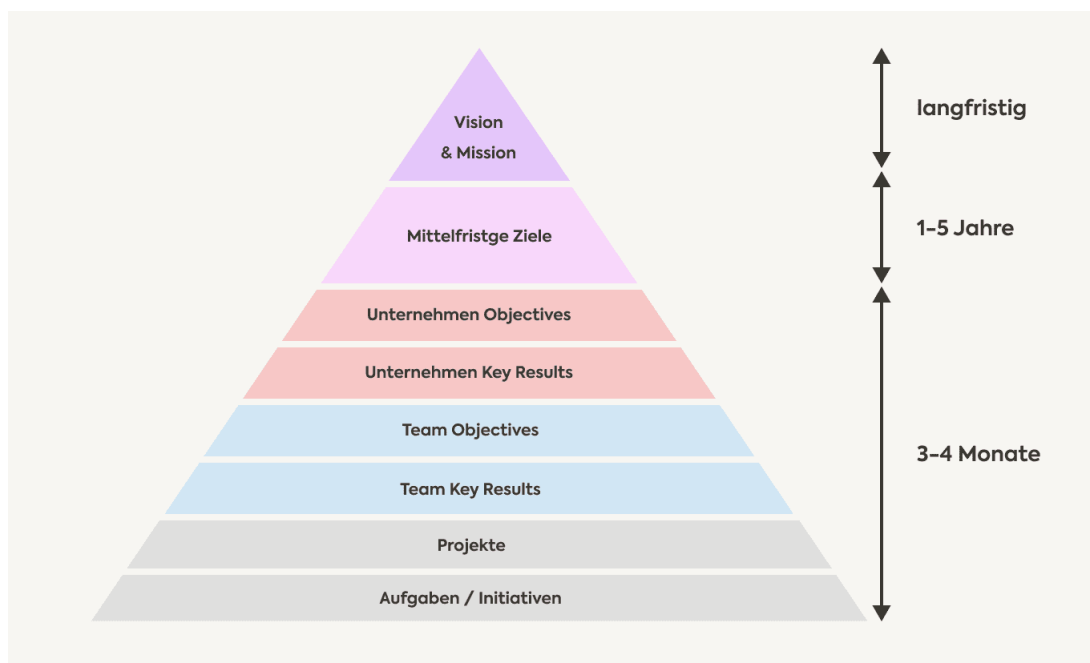 Vision
& Mission
langfristig
Mittelfristge Ziele
1-5 Jahre
Unternehmen Objectives
Unternehmen Key Results
Team Objectives
3-4 Monate
Team Key Results
Projekte
Aufgaben / Initiativen